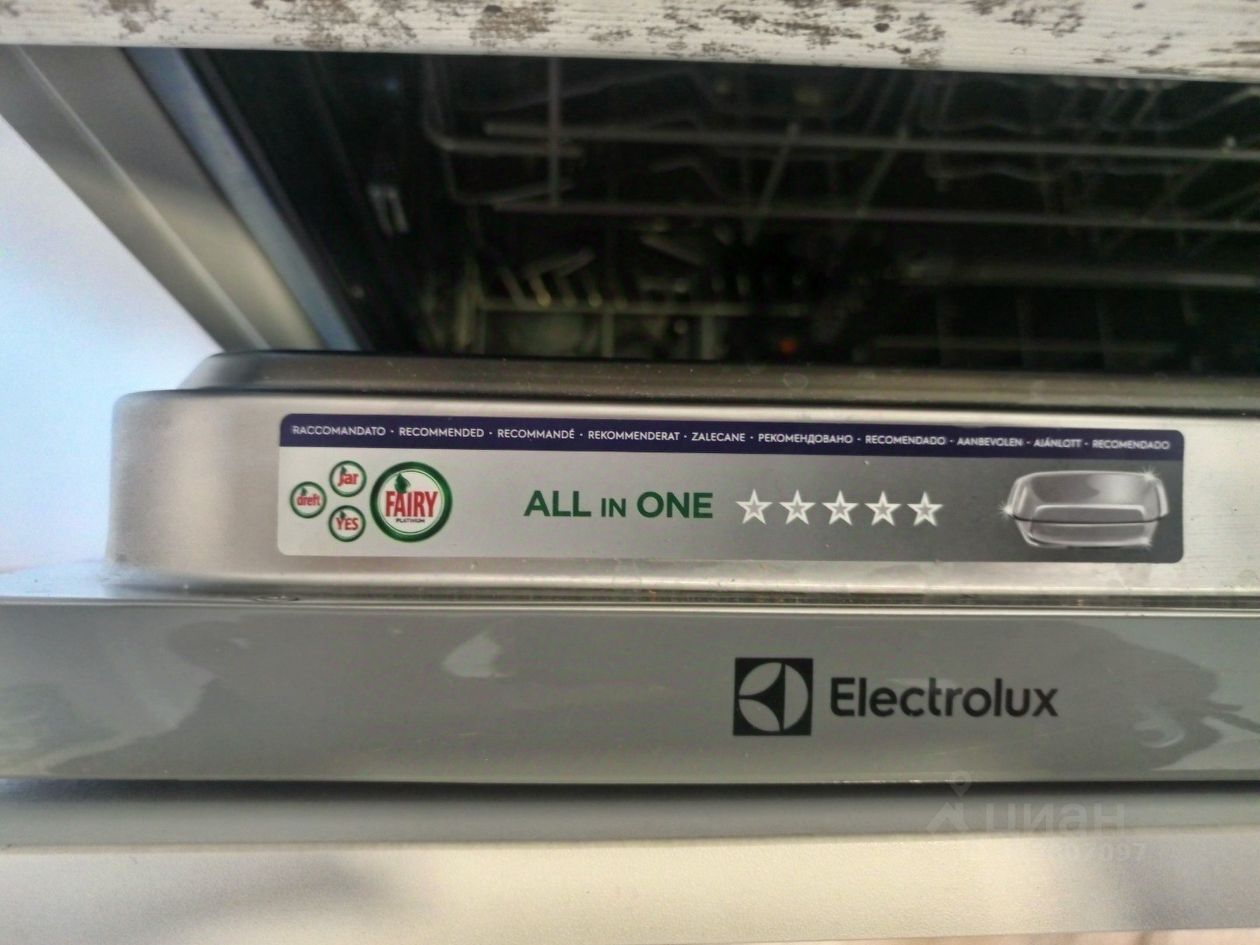 RACCOMANDATO · RECOMMENDED · RECOMMANDÉ · REKOMMENDERAT · ZALECANE · РЕКОМЕНДОВАНО · RECOMENDADO · AANBEVOLEN · AJÁNLOTT · RECOMENDADO
dreft
Jar
YES
FAIRY
PLATINUM
ALL IN ONE
Electrolux
циан